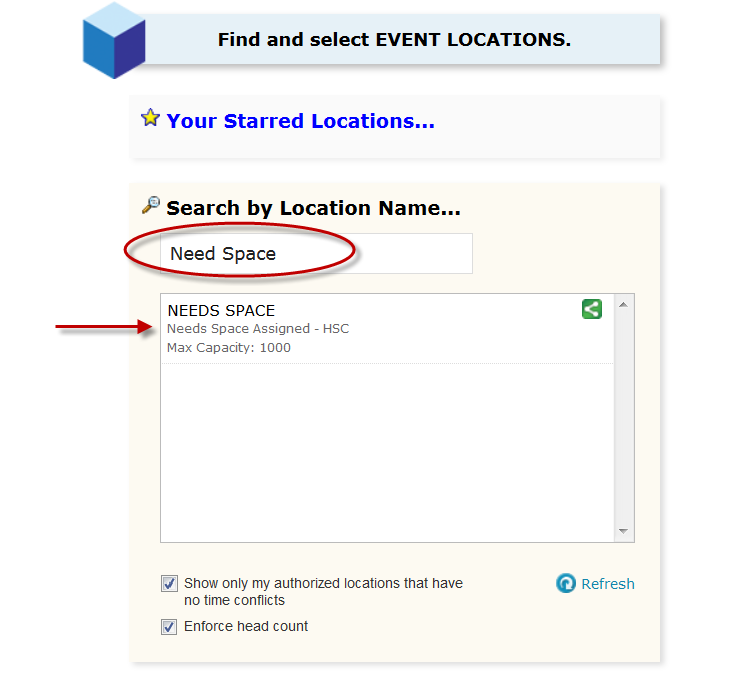 Find and select EVENT LOCATIONS.
Your Starred Locations...
Search by Location Name...
Need Space
NEEDS SPACE
Needs Space Assigned - HSC
Max Capacity: 1000
Show only my authorized locations that have
no time conflicts
Refresh
Enforce head count